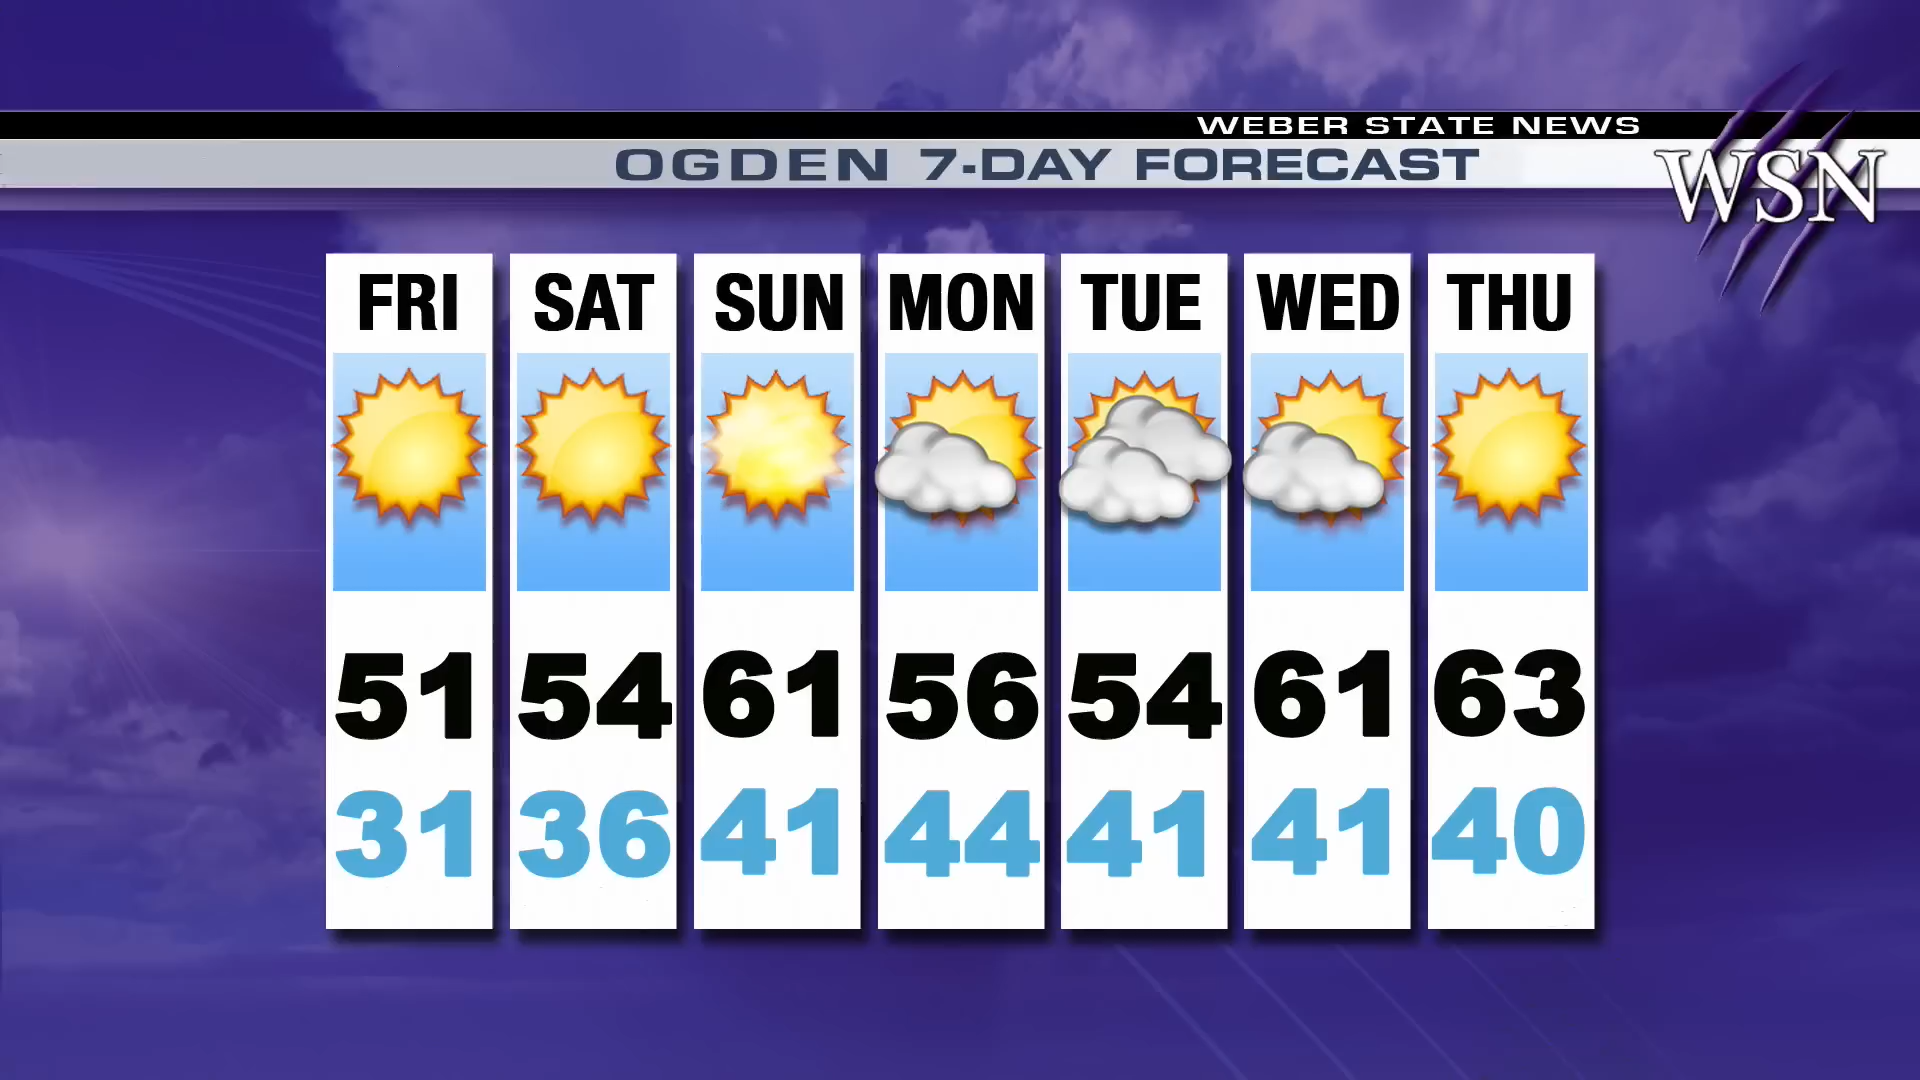 WEBER STATE NEWS
OGDEN 7-DAY FORECAST
WSN
FRI SAT SUN MON TUE WED THU
51 54 61 56 54 61 63
31 36 41 44 41 41 40